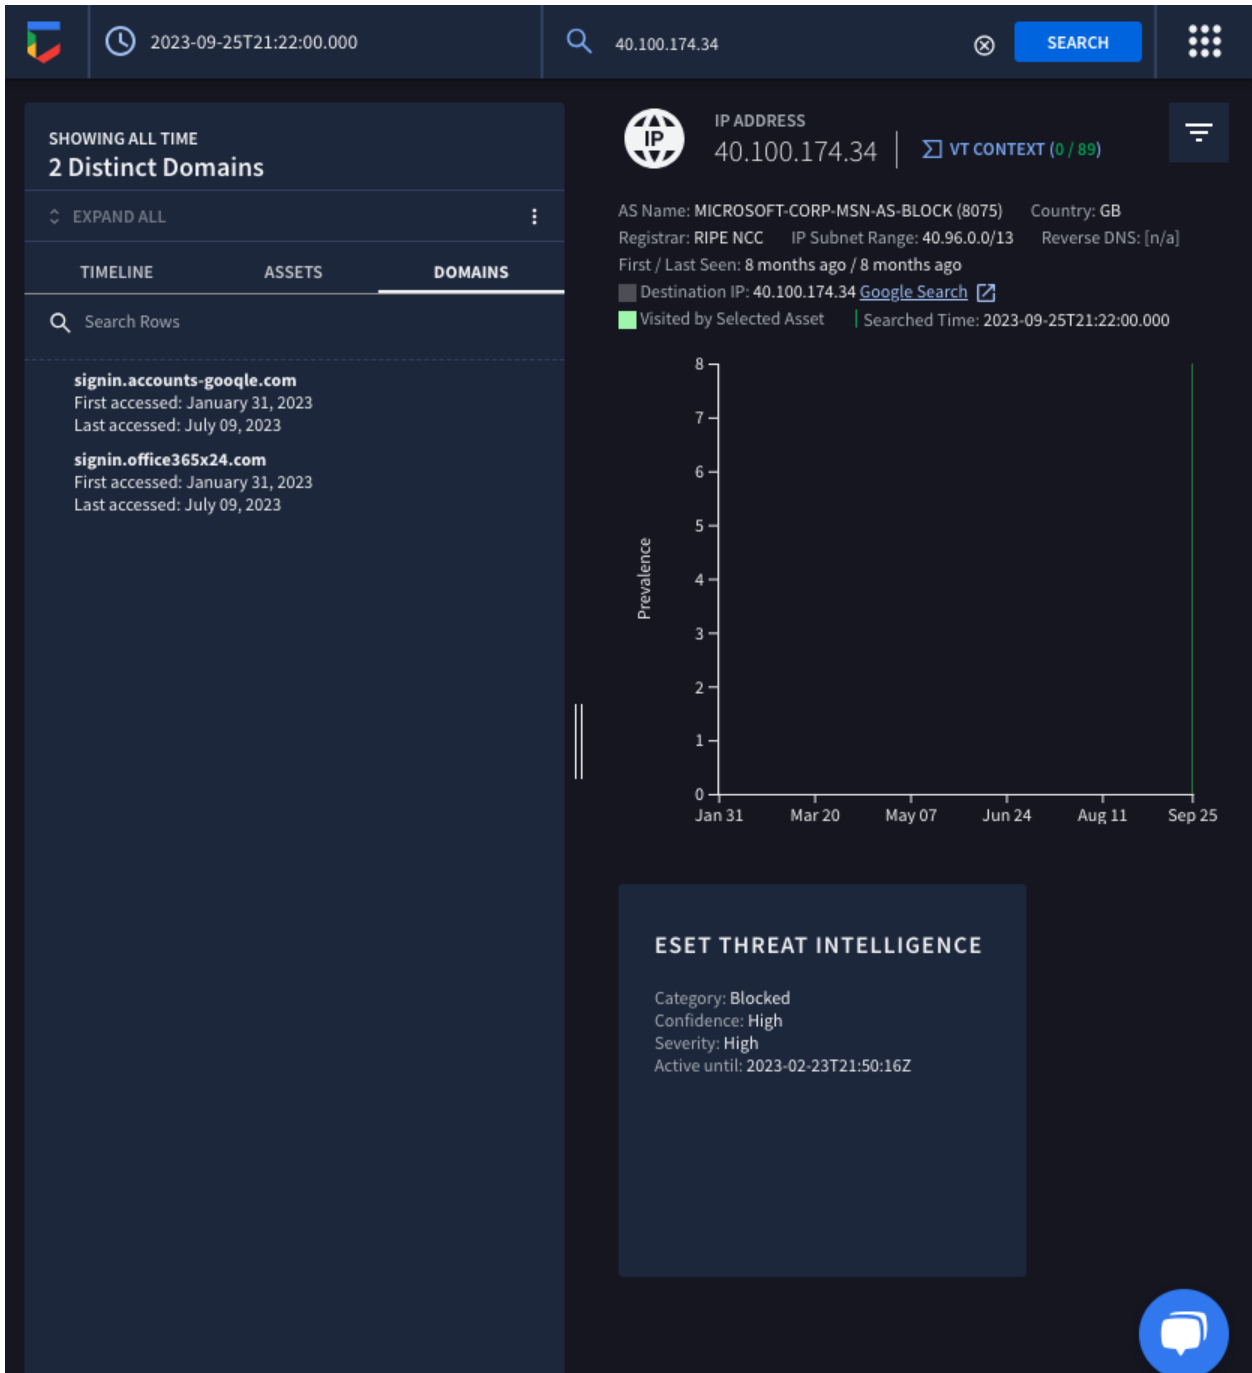 2023-09-25T21:22:00.000
40.100.174.34
SEARCH
SHOWING ALL TIME
2 Distinct Domains
EXPAND ALL
TIMELINE ASSETS DOMAINS
Search Rows
signin.accounts-gooqle.com
First accessed: January 31, 2023
Last accessed: July 09, 2023
signin.office365x24.com
First accessed: January 31, 2023
Last accessed: July 09, 2023
IP
IP ADDRESS
40.100.174.34
VT CONTEXT (0 / 89)
AS Name: MICROSOFT-CORP-MSN-AS-BLOCK (8075) Country: GB
Registrar: RIPE NCC IP Subnet Range: 40.96.0.0/13 Reverse DNS: [n/a]
First / Last Seen: 8 months ago / 8 months ago
Destination IP: 40.100.174.34 Google Search
Visited by Selected Asset Searched Time: 2023-09-25T21:22:00.000
8
7
6
5
4
3
2
1
0
Prevalence
Jan 31 Mar 20 May 07 Jun 24 Aug 11 Sep 25
ESET THREAT INTELLIGENCE
Category: Blocked
Confidence: High
Severity: High
Active until: 2023-02-23T21:50:16Z